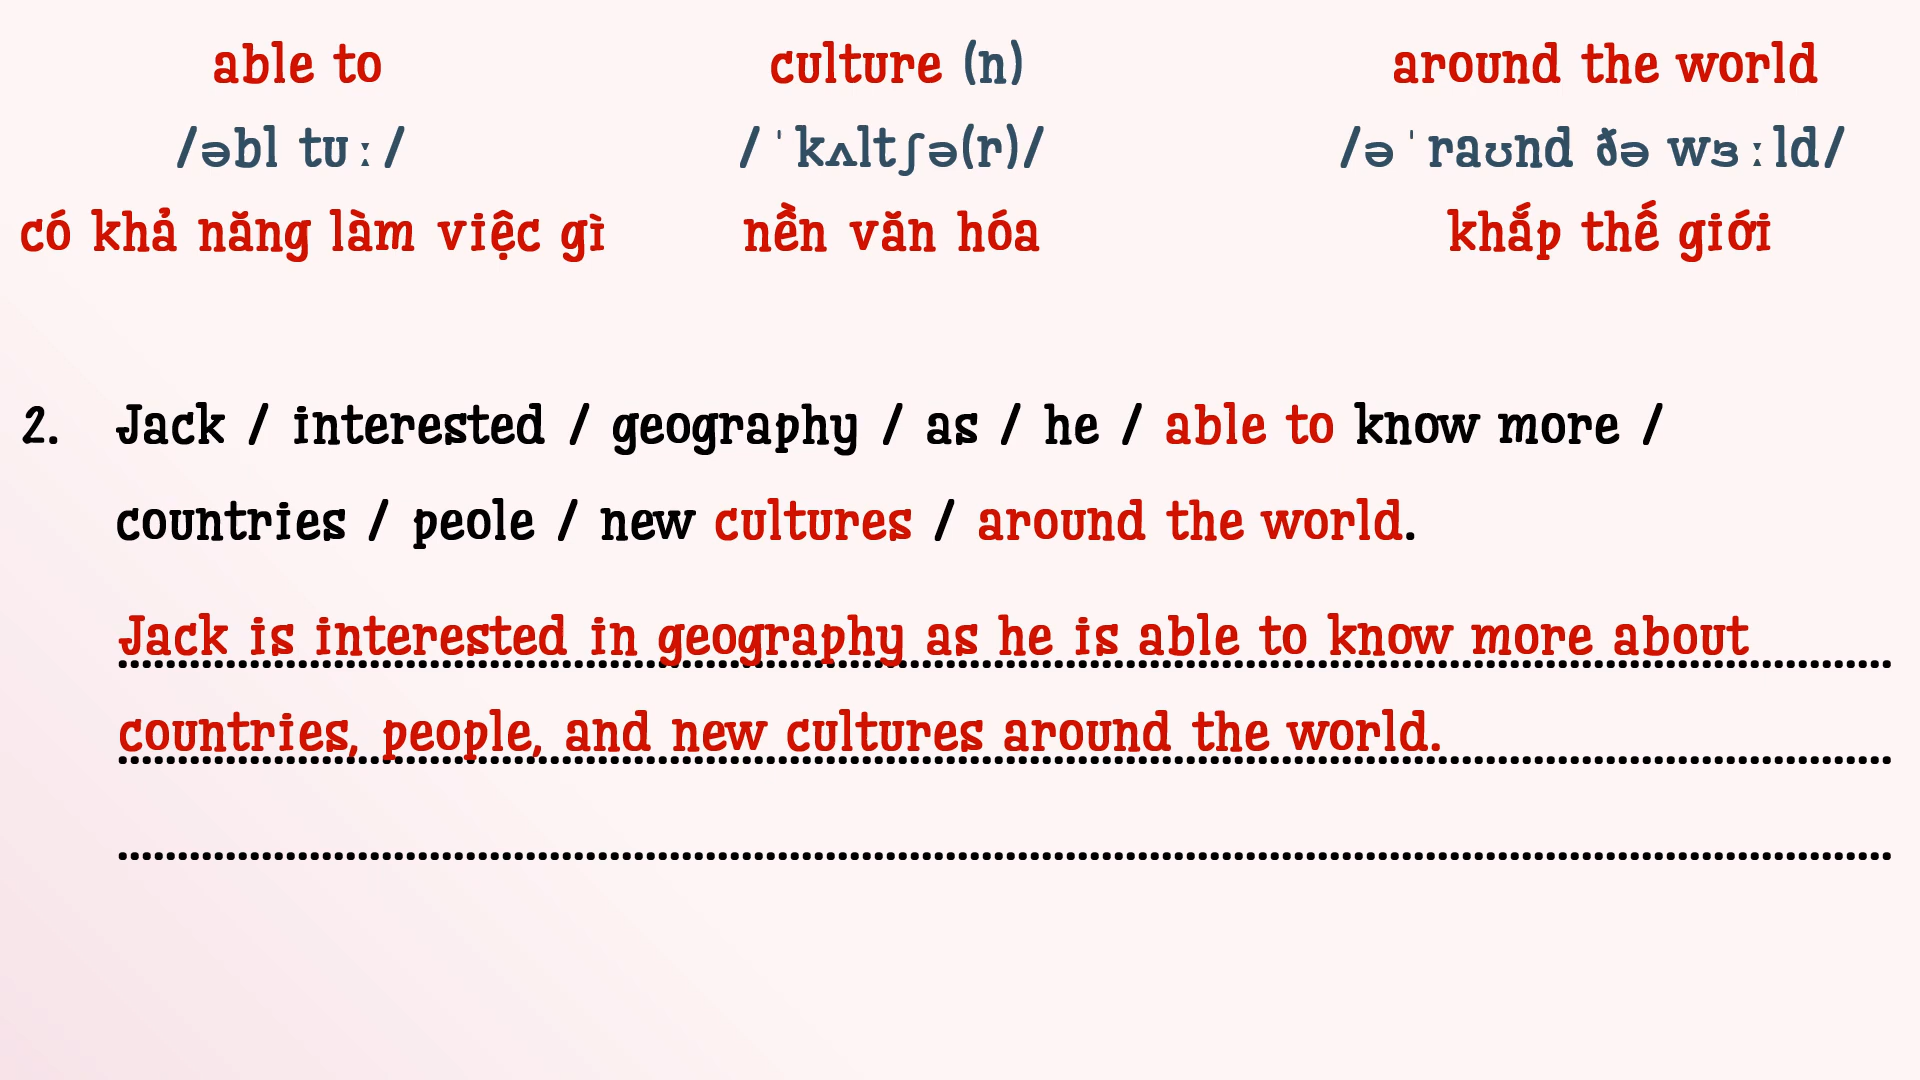 able to culture (n) around the world
/əbl tuː/ /ˈkʌltʃə(r)/ /əˈraʊnd ðə wɜːld/
có khả năng làm việc gì nền văn hóa khắp thế giới
2. Jack / interested / geography / as / he / able to know more /
countries / peole / new cultures / around the world.
Jack is interested in geography as he is able to know more about
countries, people, and new cultures around the world.